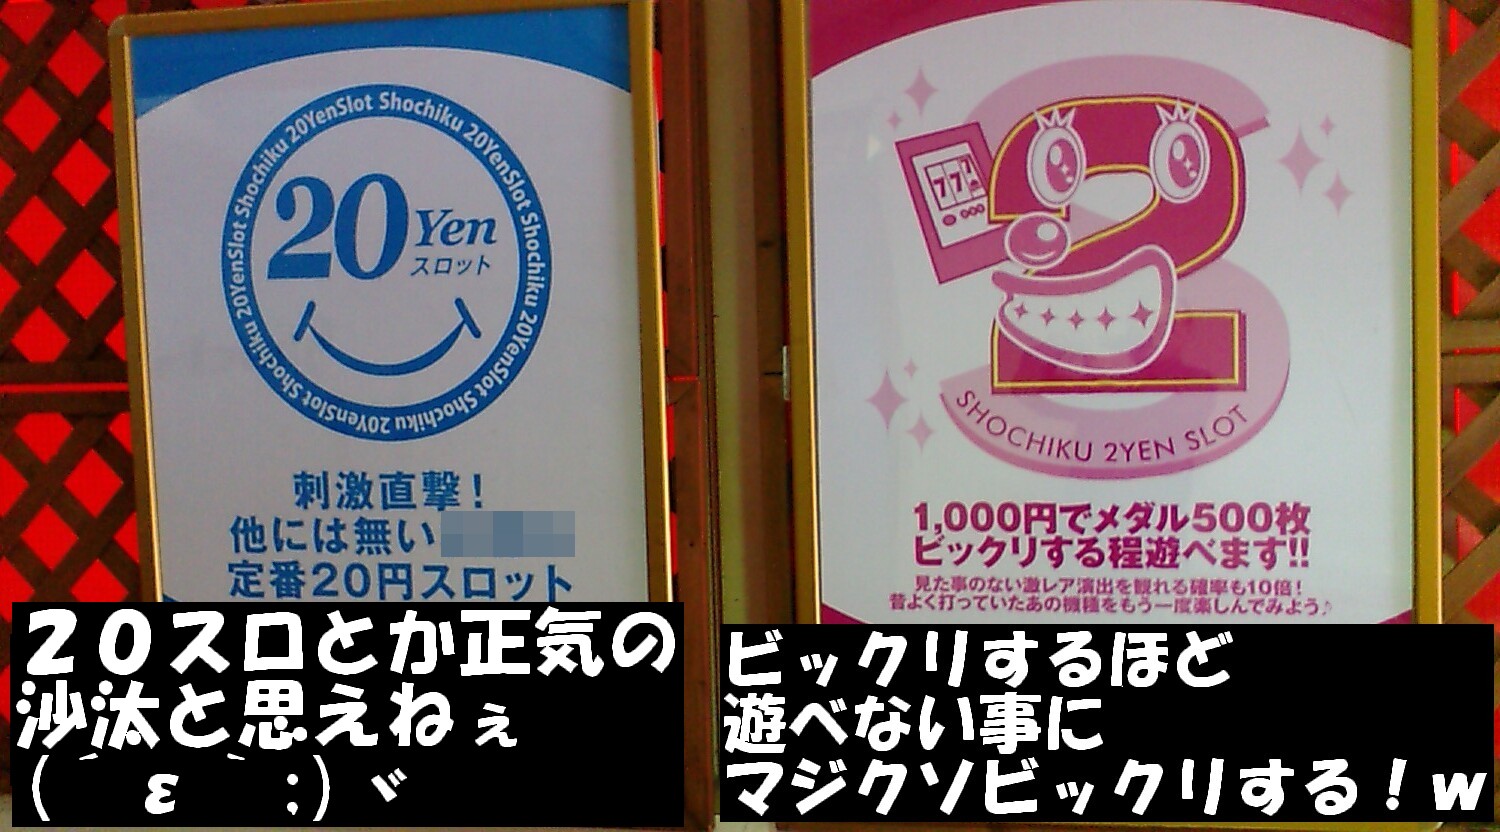 Shochiku 20YenSlot Shochiku 20YenSlot Shochiku 20YenSlot Shochiku 20YenSlot Shochiku 20YenSlot Shochiku 20YenSlot
20Yen
スロット
刺激直撃!
他には無い
定番20円スロット
20スロとか正気の
沙汰と思えねぇ
(´ε｀;)ヾ
777
2
SHOCHIKU 2YEN SLOT
1,000円でメダル500枚
ビックリする程遊べます!!
見た事のない激レア演出を観れる確率も10倍!
昔よく打っていたあの機種をもう一度楽しんでみよう♪
ビックリするほど
遊べない事に
マジクソビックリする!w